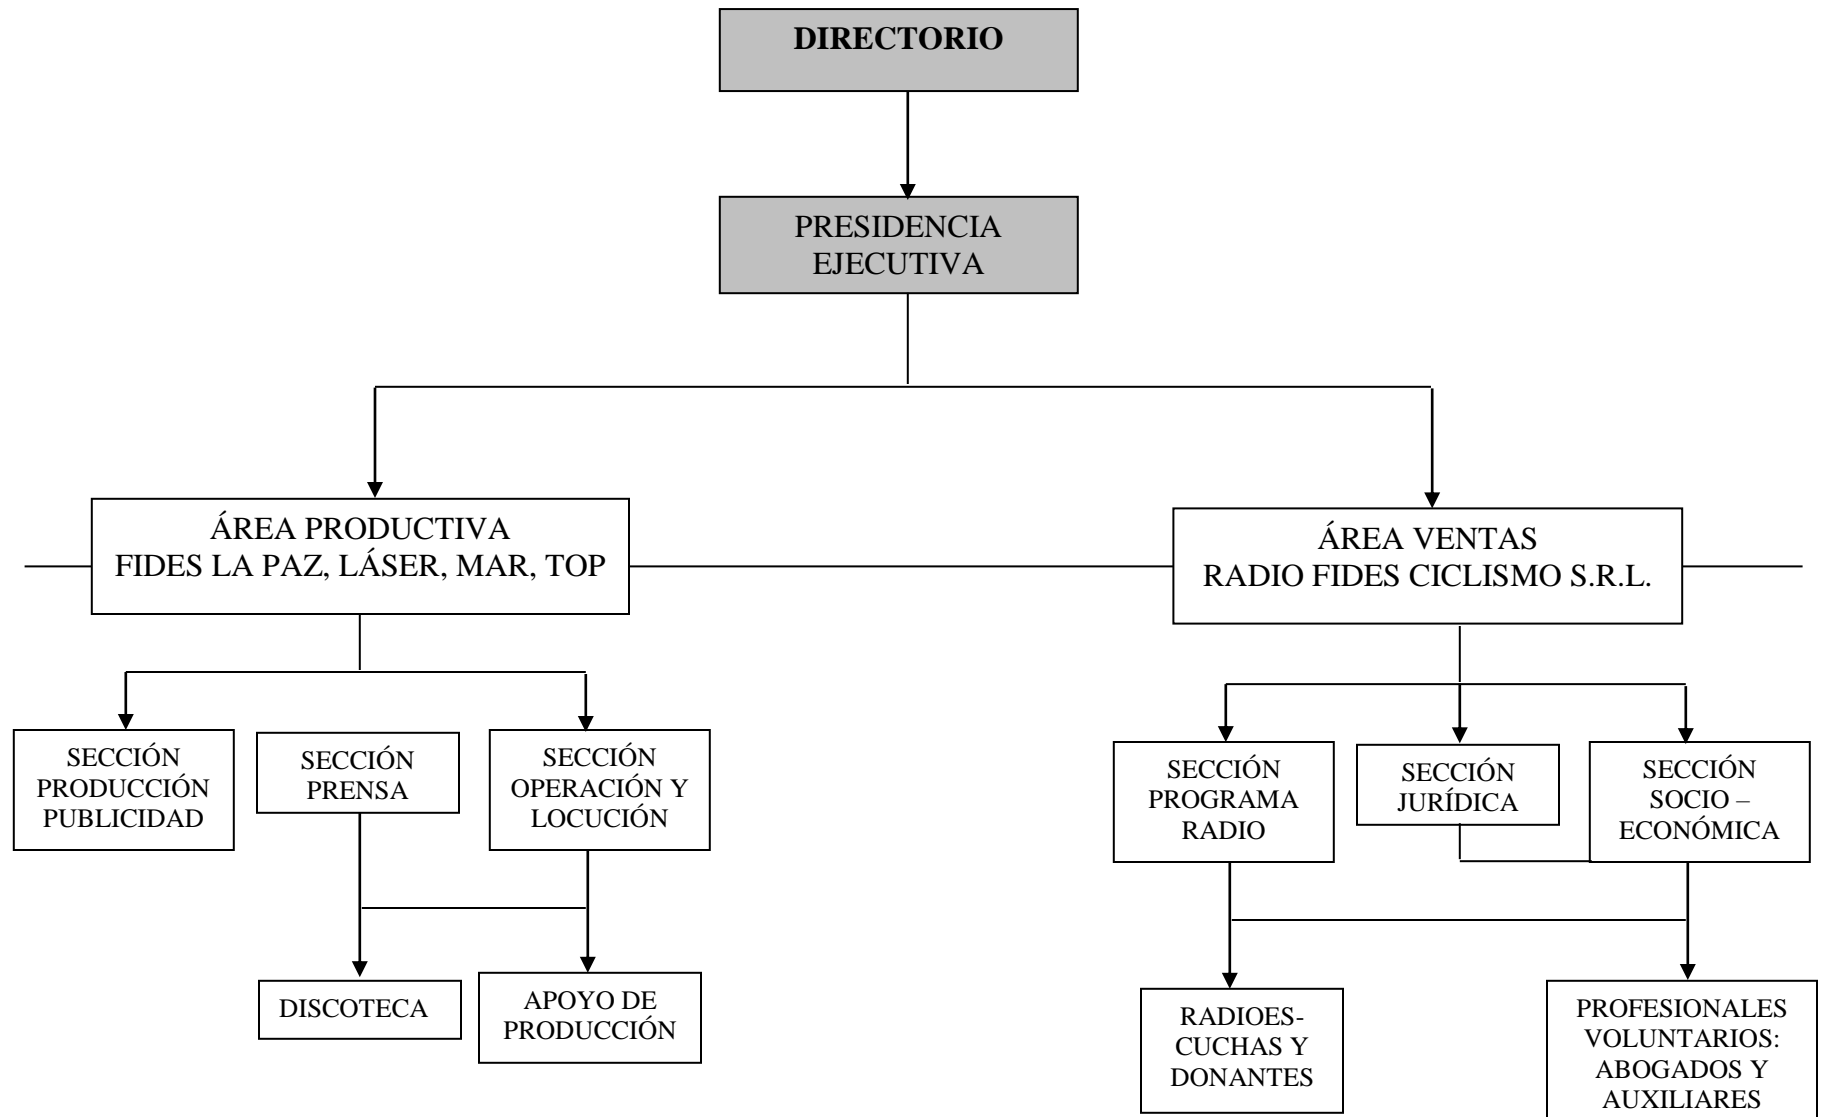 DIRECTORIO
PRESIDENCIA
EJECUTIVA
ÁREA PRODUCTIVA
FIDES LA PAZ, LÁSER, MAR, TOP
ÁREA VENTAS
RADIO FIDES CICLISMO S.R.L.
SECCIÓN
PRODUCCIÓN
PUBLICIDAD
SECCIÓN
PRENSA
SECCIÓN
OPERACIÓN Y
LOCUCIÓN
SECCIÓN
PROGRAMA
RADIO
SECCIÓN
JURÍDICA
SECCIÓN
SOCIO –
ECONÓMICA
DISCOTECA
APOYO DE
PRODUCCIÓN
RADIOES-
CUCHAS Y
DONANTES
PROFESIONALES
VOLUNTARIOS:
ABOGADOS Y
AUXILIARES